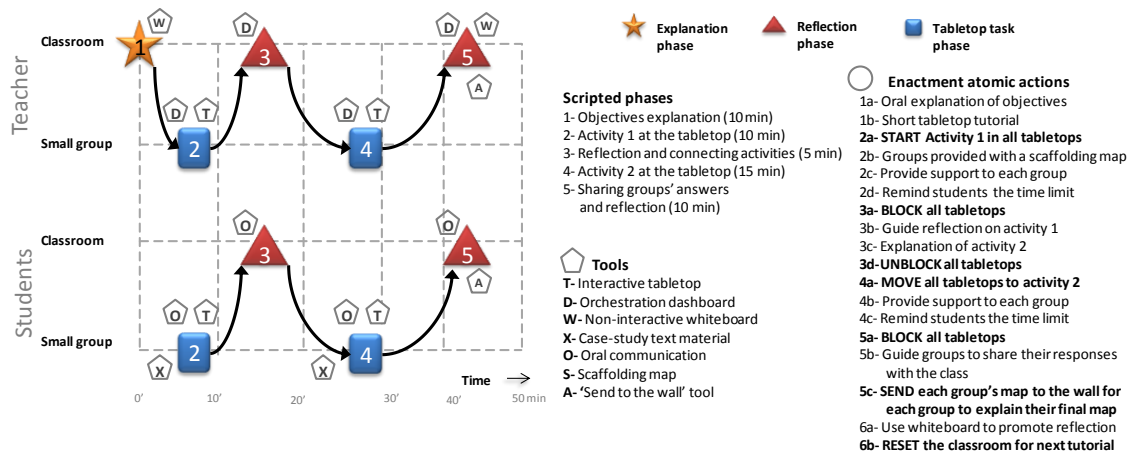 Teacher
Classroom
Small group
1
W
D
T
2
D
3
D
T
4
D
W
5
A
Students
Classroom
Small group
O
T
2
X
O
3
O
T
4
X
O
5
A
Time
0'
10'
20'
30'
40'
50 min
Explanation phase
Reflection phase
Tabletop task phase
Scripted phases
1- Objectives explanation (10 min)
2- Activity 1 at the tabletop (10 min)
3- Reflection and connecting activities (5 min)
4- Activity 2 at the tabletop (15 min)
5- Sharing groups' answers
and reflection (10 min)
Tools
T- Interactive tabletop
D- Orchestration dashboard
W- Non-interactive whiteboard
X- Case-study text material
O- Oral communication
S- Scaffolding map
A- 'Send to the wall' tool
Enactment atomic actions
1a- Oral explanation of objectives
1b- Short tabletop tutorial
2a- START Activity 1 in all tabletops
2b- Groups provided with a scaffolding map
2c- Provide support to each group
2d- Remind students the time limit
3a- BLOCK all tabletops
3b- Guide reflection on activity 1
3c- Explanation of activity 2
3d- UNBLOCK all tabletops
4a- MOVE all tabletops to activity 2
4b- Provide support to each group
4c- Remind students the time limit
5a- BLOCK all tabletops
5b- Guide groups to share their responses
with the class
5c- SEND each group's map to the wall for
each group to explain their final map
6a- Use whiteboard to promote reflection
6b- RESET the classroom for next tutorial